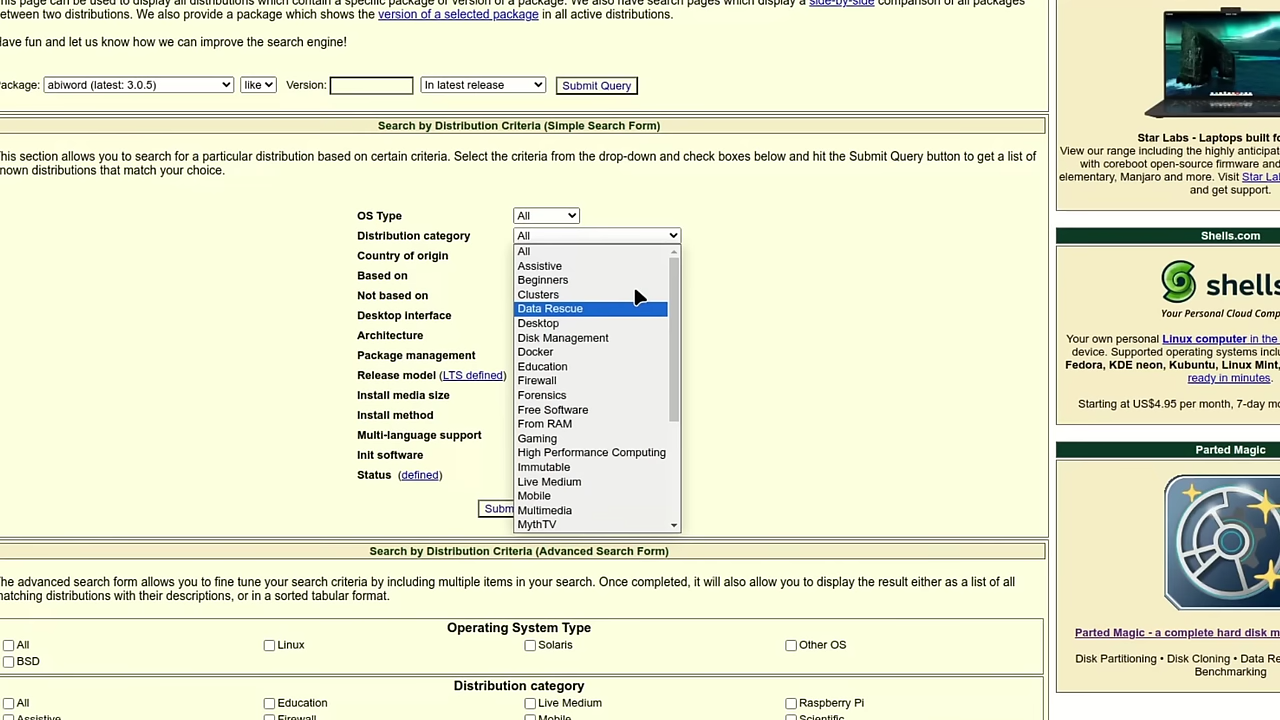 This page can be used to display all distributions which contain a specific package or version of a package. We also have search pages which display a side-by-side comparison of all packages
between two distributions. We also provide a package which shows the version of a selected package in all active distributions.
Have fun and let us know how we can improve the search engine!
Package: abiword (latest: 3.0.5) like Version: In latest release Submit Query
Search by Distribution Criteria (Simple Search Form)
This section allows you to search for a particular distribution based on certain criteria. Select the criteria from the drop-down and check boxes below and hit the Submit Query button to get a list of
known distributions that match your choice.
OS Type All
Distribution category All
Country of origin
Based on
Not based on
Desktop interface
Architecture
Package management
Release model (LTS defined)
Install media size
Install method
Multi-language support
Init software
Status (defined)
All
Assistive
Beginners
Clusters
Data Rescue
Desktop
Disk Management
Docker
Education
Firewall
Forensics
Free Software
From RAM
Gaming
High Performance Computing
Immutable
Live Medium
Mobile
Multimedia
MythTV
Subm
Search by Distribution Criteria (Advanced Search Form)
The advanced search form allows you to fine tune your search criteria by including multiple items in your search. Once completed, it will also allow you to display the result either as a list of all
matching distributions with their descriptions, or in a sorted tabular format.
Operating System Type
All Linux Solaris Other OS
BSD
Distribution category
All Education Live Medium Raspberry Pi
Assistive Firewall Mobile Scientific
Star Labs - Laptops built fo
View our range including the highly anticipat
with coreboot open-source firmware and
elementary, Manjaro and more. Visit Star Lal
and get support.
Shells.com
shells
Your Personal Cloud Comp
Your own personal Linux computer in the
device. Supported operating systems inclu
Fedora, KDE neon, Kubuntu, Linux Mint,
ready in minutes.
Starting at US$4.95 per month, 7-day mo
Parted Magic
Parted Magic - a complete hard disk m
Disk Partitioning • Disk Cloning • Data Re
Benchmarking